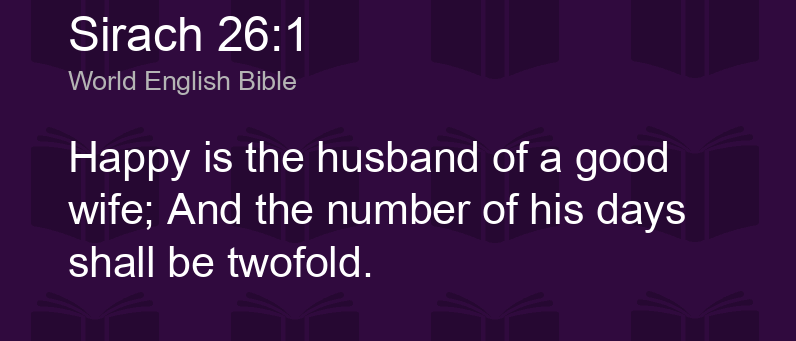 Sirach 26:1
World English Bible
Happy is the husband of a good
wife; And the number of his days
shall be twofold.